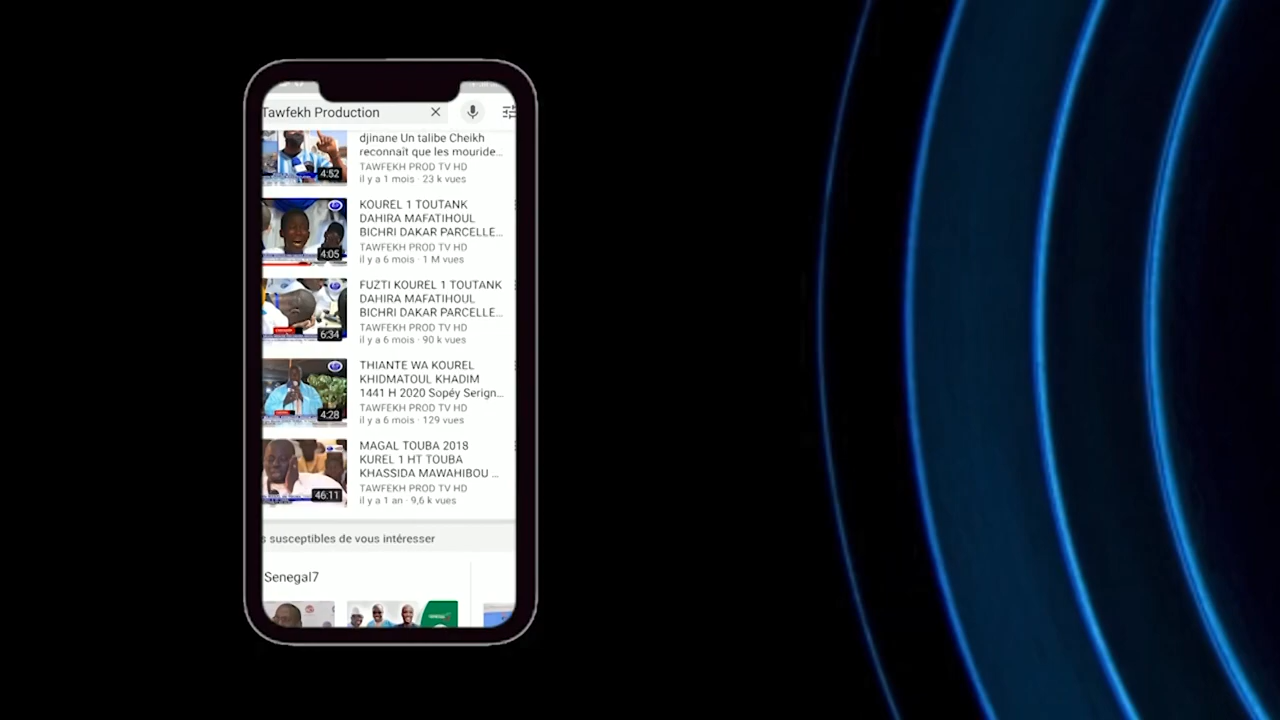 Tawfekh Production
djinane Un talibe Cheikh
reconnaît que les mouride...
TAWFEKH PROD TV HD
il y a 1 mois · 23 k vues
4:52
KOUREL 1 TOUTANK
DAHIRA MAFATIHOUL
BICHRI DAKAR PARCELLE...
TAWFEKH PROD TV HD
il y a 6 mois · 1 M vues
4:05
FUZTI KOUREL 1 TOUTANK
DAHIRA MAFATIHOUL
BICHRI DAKAR PARCELLE...
TAWFEKH PROD TV HD
il y a 6 mois · 90 k vues
6:34
THIANTE WA KOUREL
KHIDMATOUL KHADIM
1441 H 2020 Sopéy Serign...
TAWFEKH PROD TV HD
il y a 6 mois · 129 vues
4:28
MAGAL TOUBA 2018
KUREL 1 HT TOUBA
KHASSIDA MAWAHIBOU ...
TAWFEKH PROD TV HD
il y a 1 an · 9,6 k vues
46:11
s susceptibles de vous intéresser
Senegal7